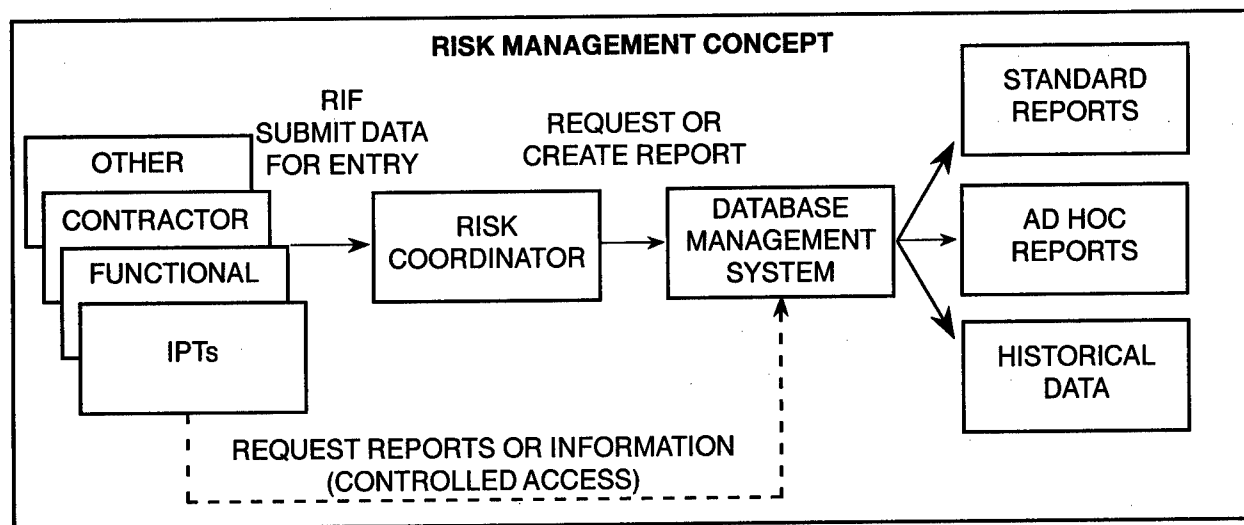 RISK MANAGEMENT CONCEPT
RIF
SUBMIT DATA
FOR ENTRY
OTHER
CONTRACTOR
FUNCTIONAL
IPTs
RISK
COORDINATOR
REQUEST OR
CREATE REPORT
DATABASE
MANAGEMENT
SYSTEM
STANDARD
REPORTS
AD HOC
REPORTS
HISTORICAL
DATA
REQUEST REPORTS OR INFORMATION
(CONTROLLED ACCESS)